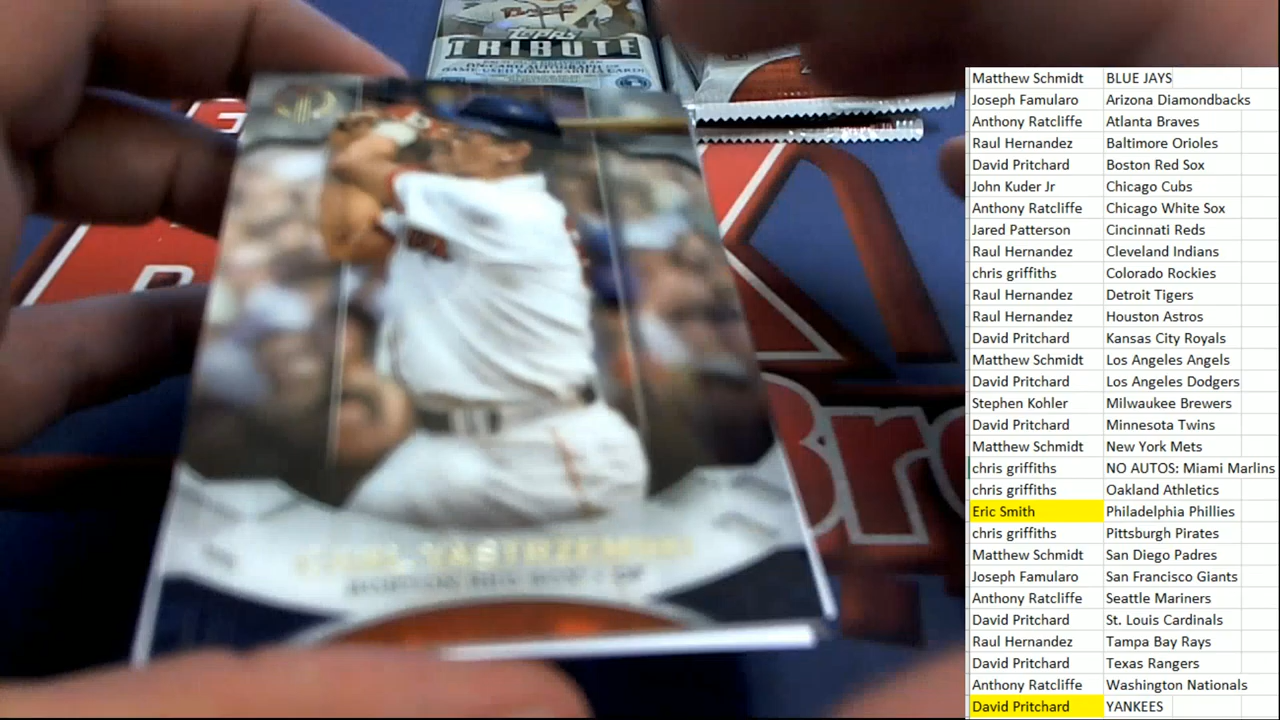 Topps
TRIBUTE
CARL YASTRZEMSKI
BOSTON RED SOX
Bre
Matthew Schmidt BLUE JAYS
Joseph Famularo Arizona Diamondbacks
Anthony Ratcliffe Atlanta Braves
Raul Hernandez Baltimore Orioles
David Pritchard Boston Red Sox
John Kuder Jr Chicago Cubs
Anthony Ratcliffe Chicago White Sox
Jared Patterson Cincinnati Reds
Raul Hernandez Cleveland Indians
chris griffiths Colorado Rockies
Raul Hernandez Detroit Tigers
Raul Hernandez Houston Astros
David Pritchard Kansas City Royals
Matthew Schmidt Los Angeles Angels
David Pritchard Los Angeles Dodgers
Stephen Kohler Milwaukee Brewers
David Pritchard Minnesota Twins
Matthew Schmidt New York Mets
chris griffiths NO AUTOS: Miami Marlins
chris griffiths Oakland Athletics
Eric Smith Philadelphia Phillies
chris griffiths Pittsburgh Pirates
Matthew Schmidt San Diego Padres
Joseph Famularo San Francisco Giants
Anthony Ratcliffe Seattle Mariners
David Pritchard St. Louis Cardinals
Raul Hernandez Tampa Bay Rays
David Pritchard Texas Rangers
Anthony Ratcliffe Washington Nationals
David Pritchard YANKEES